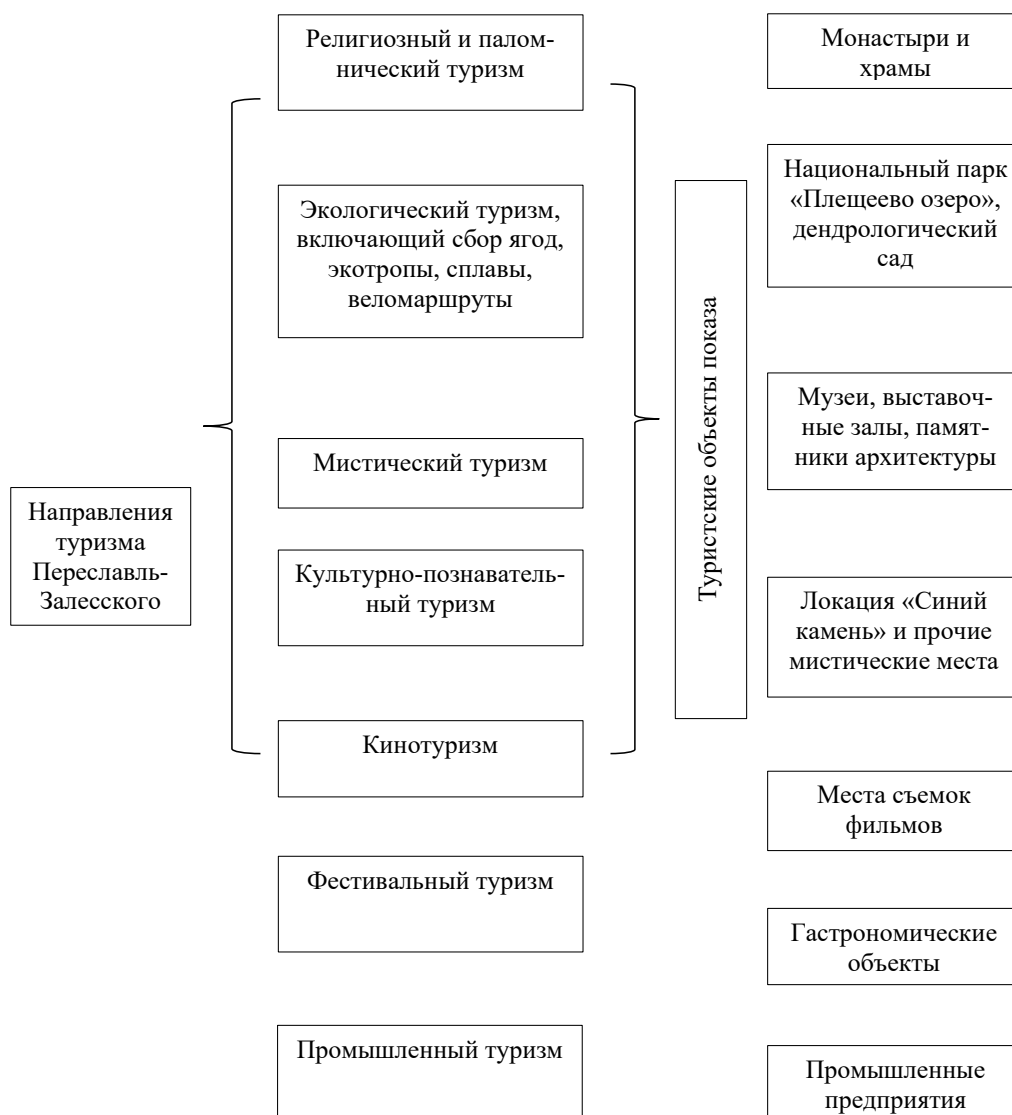 Направления
туризма
Переславль-
Залесского
Религиозный и палом-
нический туризм
Экологический туризм,
включающий сбор ягод,
экотропы, сплавы,
веломаршруты
Мистический туризм
Культурно-познаватель-
ный туризм
Кинотуризм
Фестивальный туризм
Промышленный туризм
Туристские объекты показа
Монастыри и
храмы
Национальный парк
«Плещеево озеро»,
дендрологический
сад
Музеи, выставоч-
ные залы, памят-
ники архитектуры
Локация «Синий
камень» и прочие
мистические места
Места съемок
фильмов
Гастрономические
объекты
Промышленные
предприятия